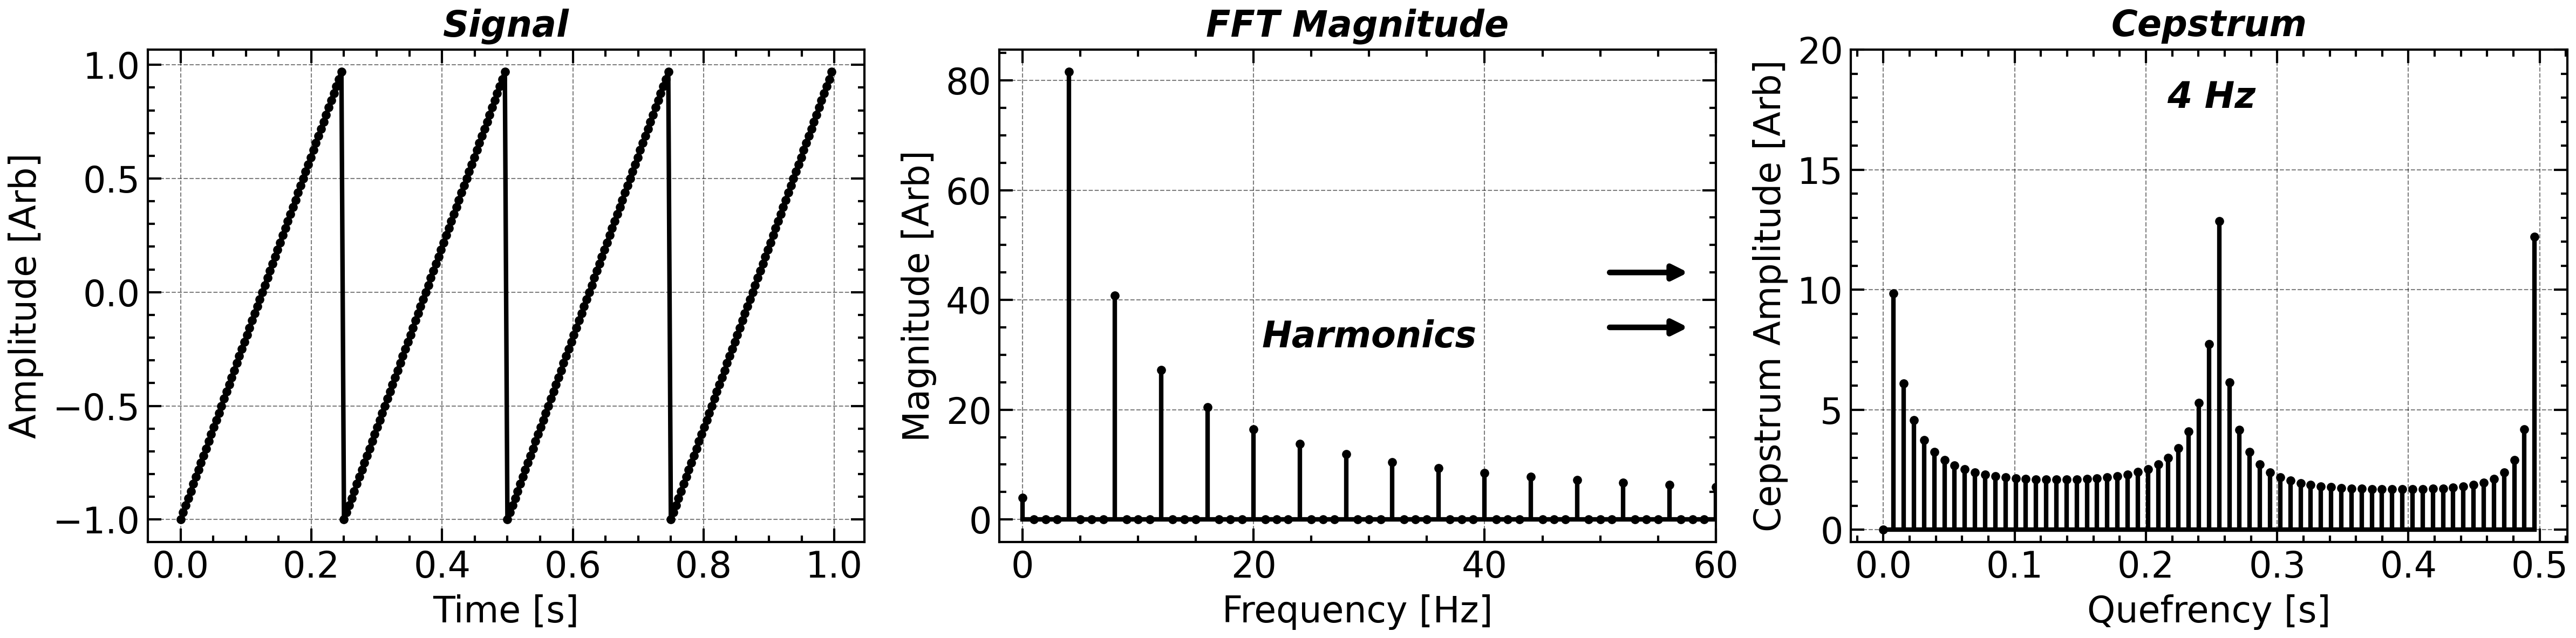 Signal
Amplitude [Arb]
1.0
0.5
0.0
−0.5
−1.0
0.0 0.2 0.4 0.6 0.8 1.0
Time [s]
FFT Magnitude
Magnitude [Arb]
80
60
40
20
0
Harmonics
0 20 40 60
Frequency [Hz]
Cepstrum
Cepstrum Amplitude [Arb]
20
15
10
5
0
4 Hz
0.0 0.1 0.2 0.3 0.4 0.5
Quefrency [s]